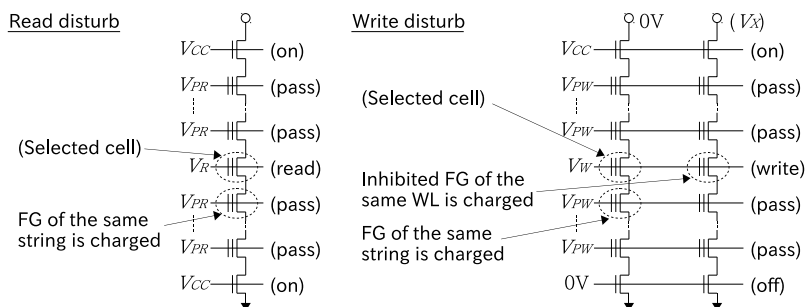 Read disturb
Write disturb
0V
(VX)
VCC
(on)
VPR
(pass)
VPR
(pass)
(Selected cell)
VR
(read)
VPR
(pass)
FG of the same
string is charged
VPR
(pass)
VCC
(on)
VCC
(on)
VPW
(pass)
(Selected cell)
VPW
(pass)
VW
(write)
Inhibited FG of the
same WL is charged
VPW
(pass)
FG of the same
string is charged
VPW
(pass)
0V
(off)